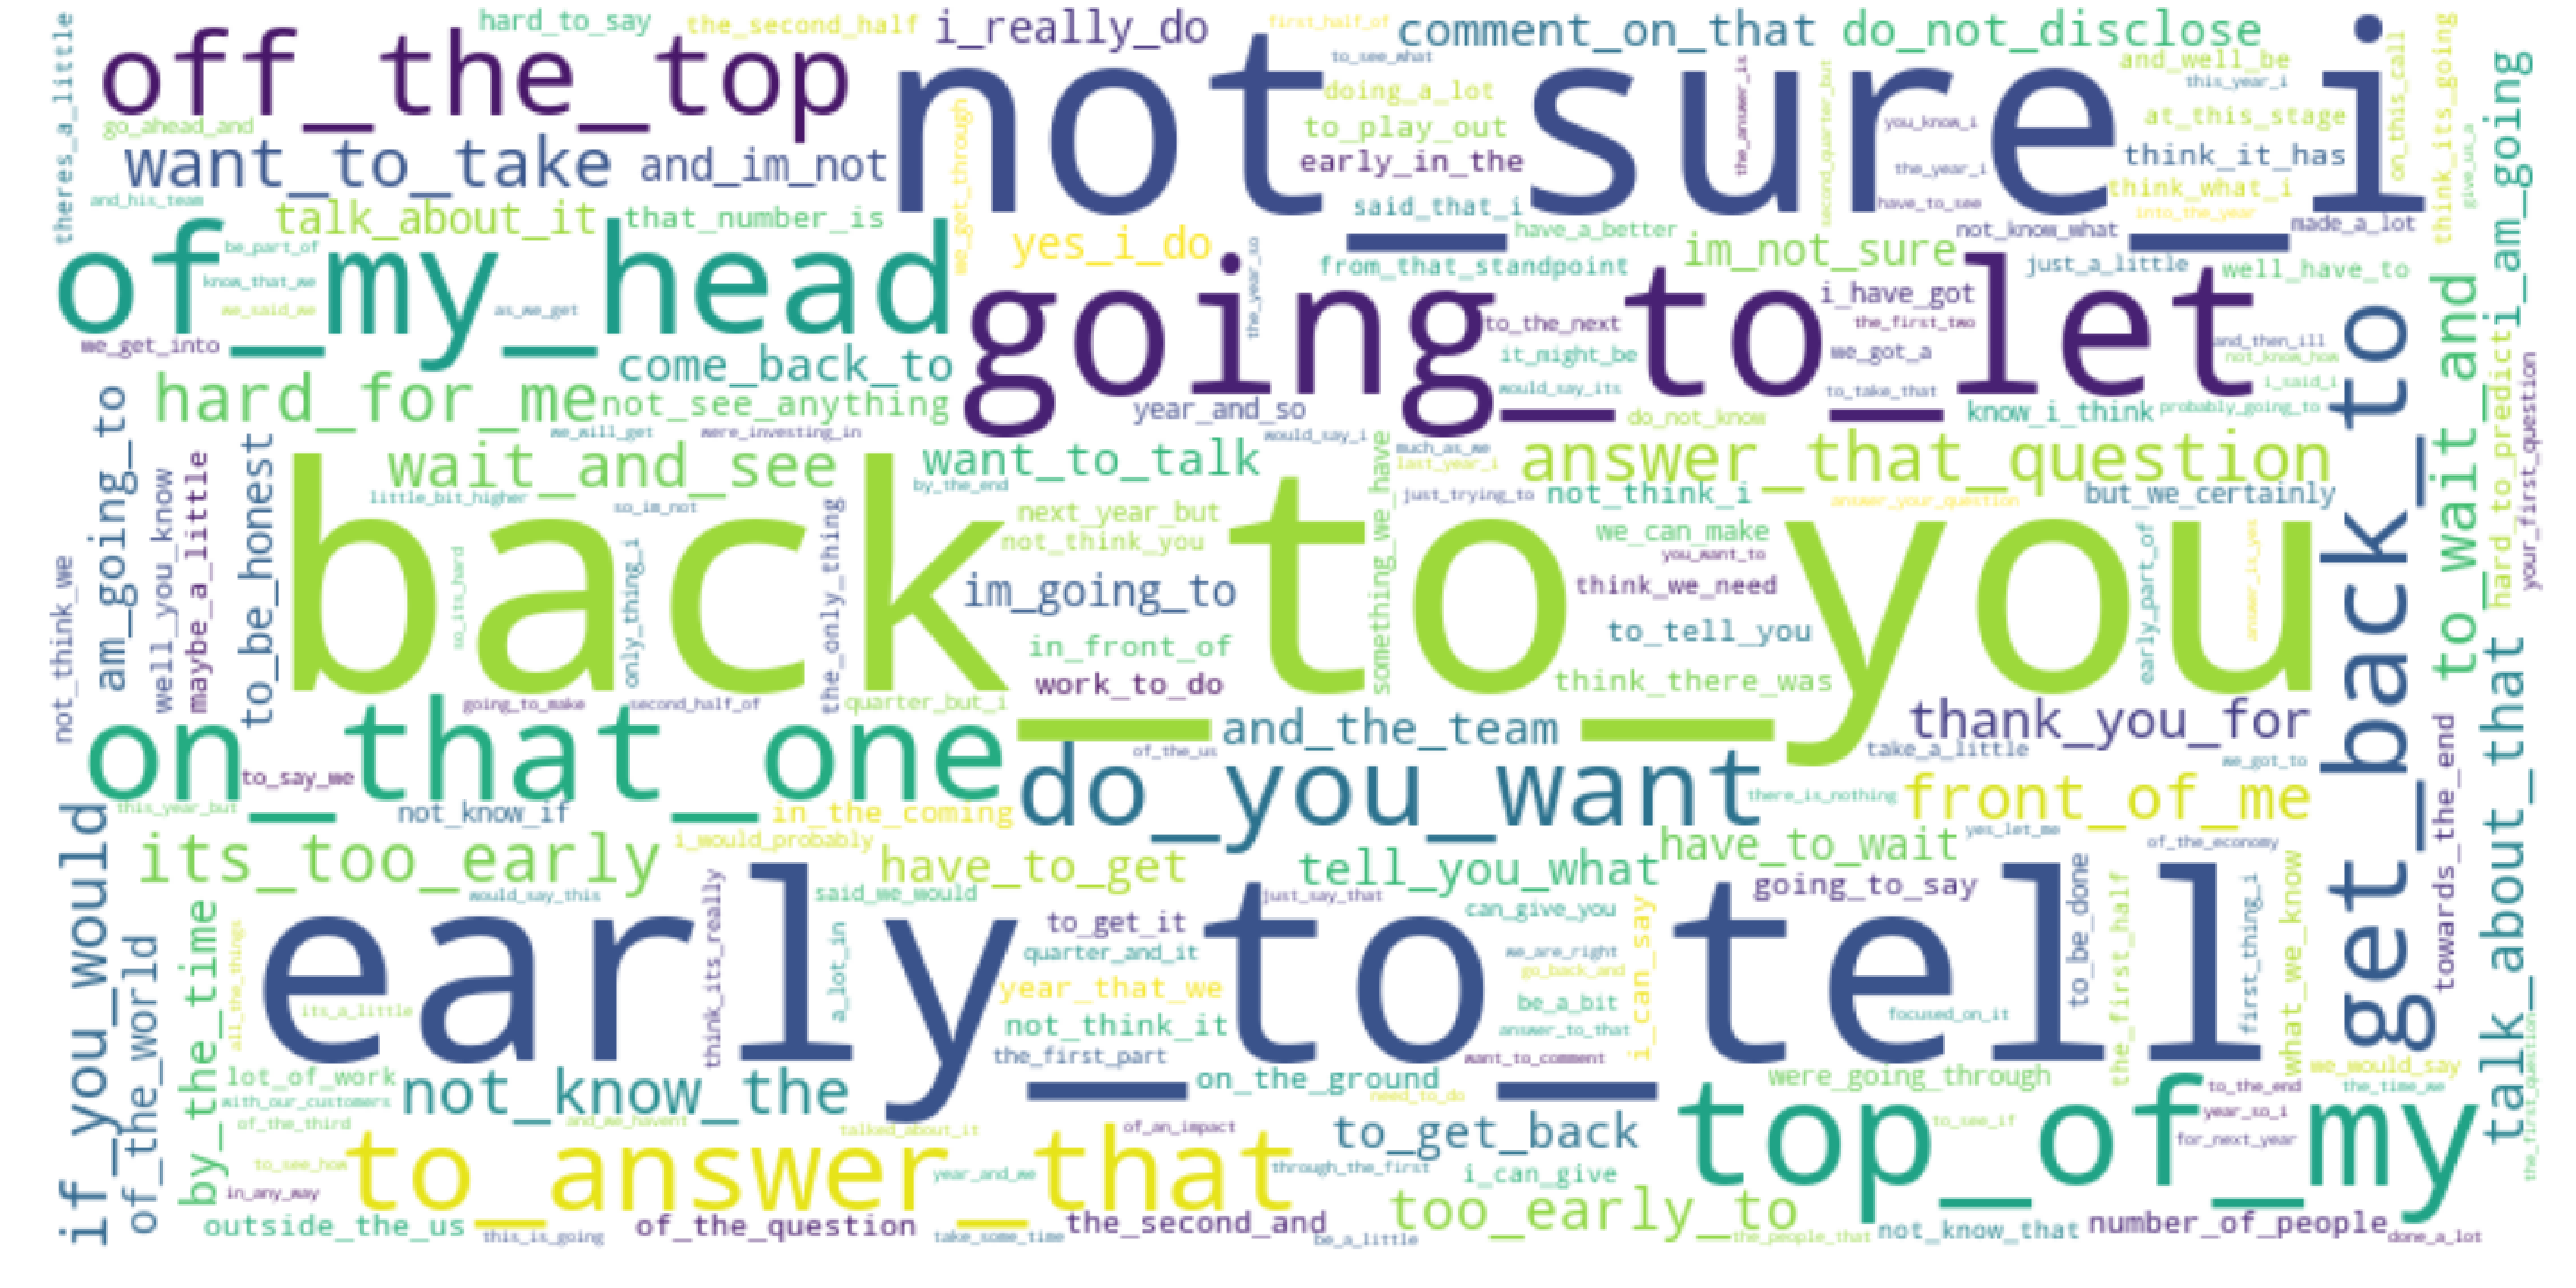 hard_to_say
the_second_half
i_really_do
first_half_of
comment_on_that
do_not_disclose
off_the_top
not_sure_i
to_see_what
and_well_be
this_year_i
theres_a_little
go_ahead_and
want_to_take
and_im_not
we_get_through
doing_a_lot
to_play_out
early_in_the
the_answer_is
second_quarter_but
you_know_i
the_year_i
have_to_see
at_this_stage
think_it_has
think_what_i
into_the_year
made_a_lot
on_this_call
think_its_going
give_us_a
i_am_going
and_his_team
talk_about_it
that_number_is
said_that_i
have_a_better
not_know_what
of_my_head
be_part_of
know_that_we
we_said_we
as_we_get
yes_i_do
the_year_so
from_that_standpoint
im_not_sure
just_a_little
well_have_to
going_to_let
i_have_got
to_the_next
the_first_two
we_get_into
come_back_to
it_might_be
we_got_a
and_then_ill
not_know_how
hard_for_me
not_see_anything
would_say_its
to_take_that
i_said_i
year_and_so
do_not_know
know_i_think
probably_going_to
get_back_to
to_wait_and
hard_to_predict
your_first_question
am_going_to
well_you_know
maybe_a_little
to_be_honest
we_will_get
were_investing_in
would_say_i
much_as_we
wait_and_see
want_to_talk
last_year_i
answer_that_question
little_bit_higher
so_im_not
by_the_end
just_trying_to
not_think_i
answer_your_question
but_we_certainly
back_to_you
the_only_thing
next_year_but
not_think_you
something_we_have
we_can_make
you_want_to
early_part_of
answer_is_yes
so_its_hard
only_thing_i
im_going_to
think_we_need
not_think_we
in_front_of
to_tell_you
work_to_do
think_there_was
going_to_make
second_half_of
quarter_but_i
on_that_one
and_the_team
thank_you_for
of_the_us
take_a_little
we_got_to
to_say_we
do_you_want
there_is_nothing
front_of_me
towards_the_end
talk_about_that
this_year_but
not_know_if
in_the_coming
if_you_would
its_too_early
i_would_probably
have_to_get
tell_you_what
have_to_wait
yes_let_me
of_the_economy
would_say_this
think_its_really
said_we_would
just_say_that
going_to_say
early_to_tell
by_the_time
of_the_world
all_the_things
its_a_little
a_lot_in
to_get_it
quarter_and_it
year_that_we
not_think_it
the_first_part
can_give_you
we_are_right
go_back_and
be_a_bit
answer_to_that
want_to_comment
i_can_say
focused_on_it
to_be_done
the_first_half
first_thing_i
what_we_know
lot_of_work
with_our_customers
not_know_the
on_the_ground
were_going_through
we_would_say
to_the_end
the_time_we
of_the_third
and_we_havent
talked_about_it
of_an_impact
need_to_do
to_get_back
top_of_my
to_see_if
year_so_i
for_next_year
the_first_question
to_see_how
to_answer_that
year_and_we
through_the_first
i_can_give
in_any_way
outside_the_us
this_is_going
of_the_question
take_some_time
the_second_and
be_a_little
too_early_to
the_people_that
not_know_that
number_of_people
done_a_lot